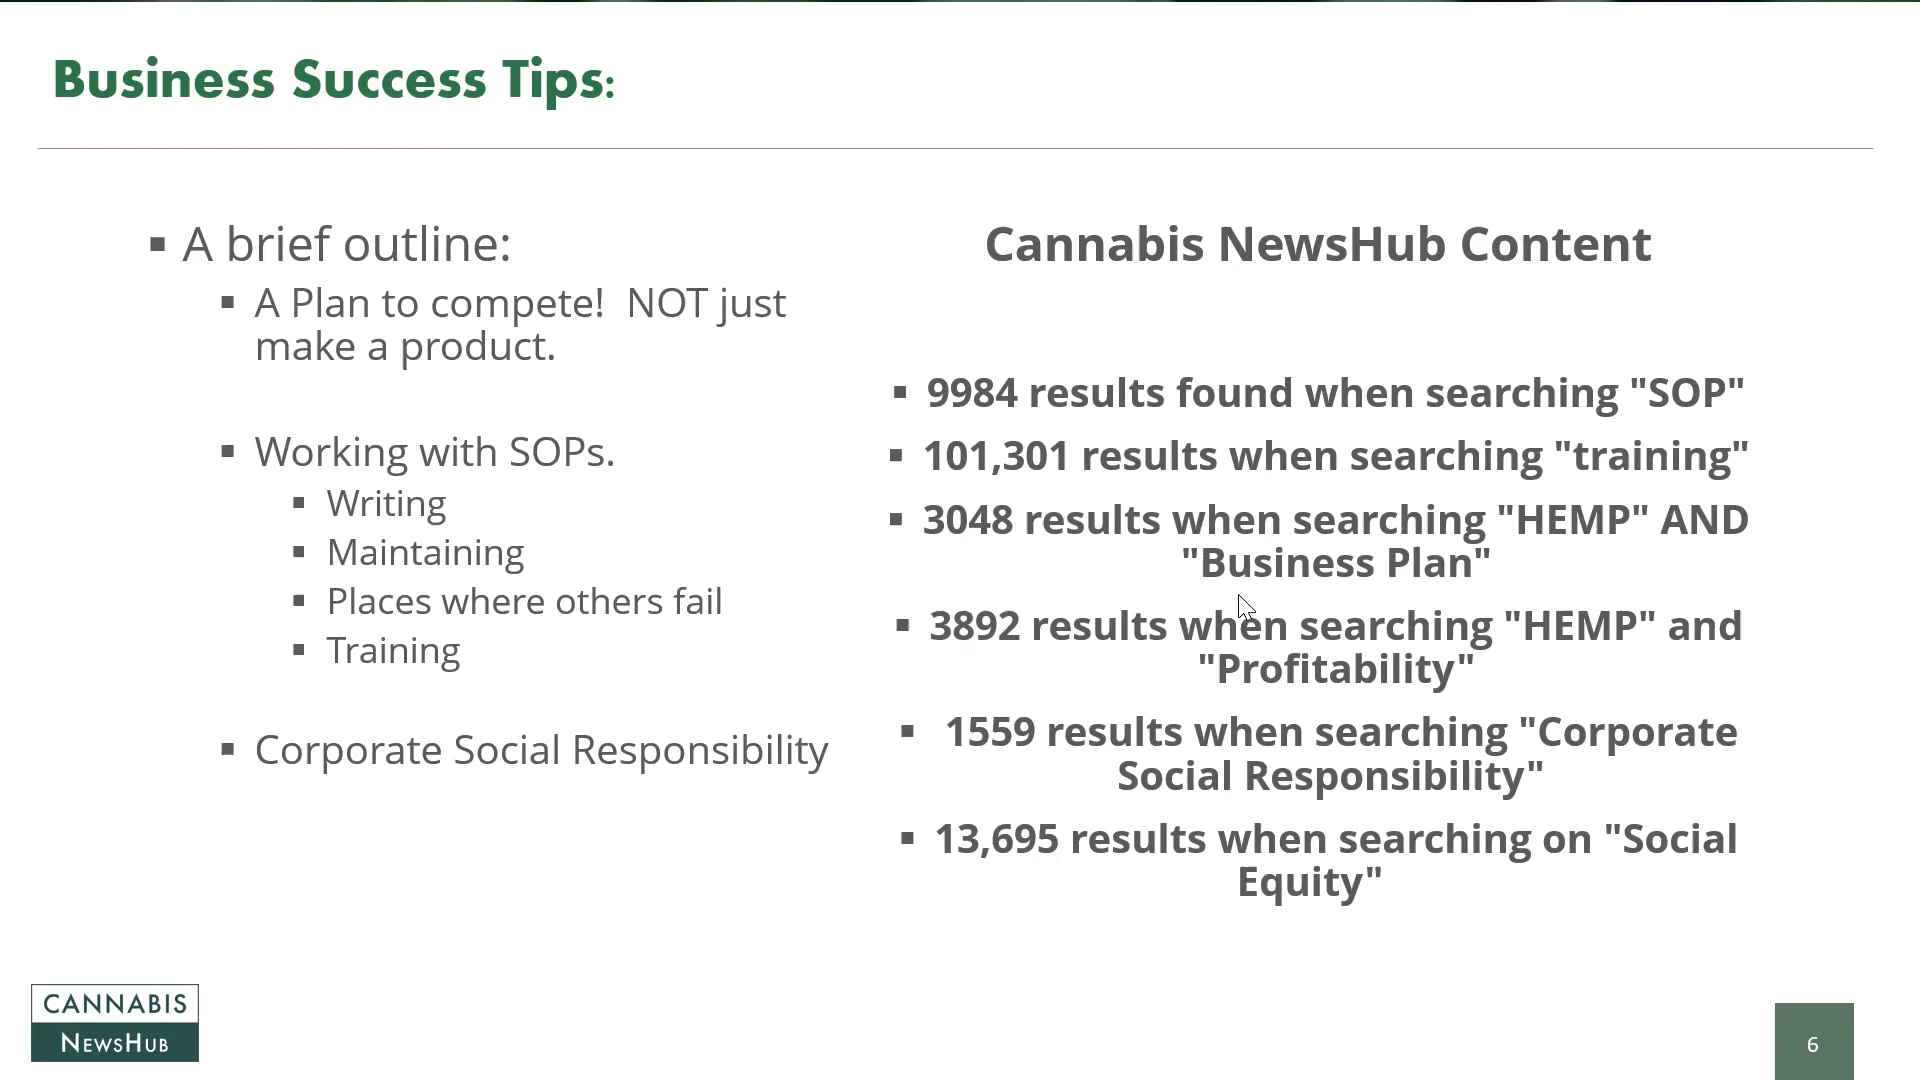 Business Success Tips:
▪ A brief outline:
▪ A Plan to compete!  NOT just
make a product.
▪ Working with SOPs.
▪ Writing
▪ Maintaining
▪ Places where others fail
▪ Training
▪ Corporate Social Responsibility
Cannabis NewsHub Content
▪ 9984 results found when searching "SOP"
▪ 101,301 results when searching "training"
▪ 3048 results when searching "HEMP" AND
"Business Plan"
▪ 3892 results when searching "HEMP" and
"Profitability"
▪ 1559 results when searching "Corporate
Social Responsibility"
▪ 13,695 results when searching on "Social
Equity"
CANNABIS
NEWSHUB
6